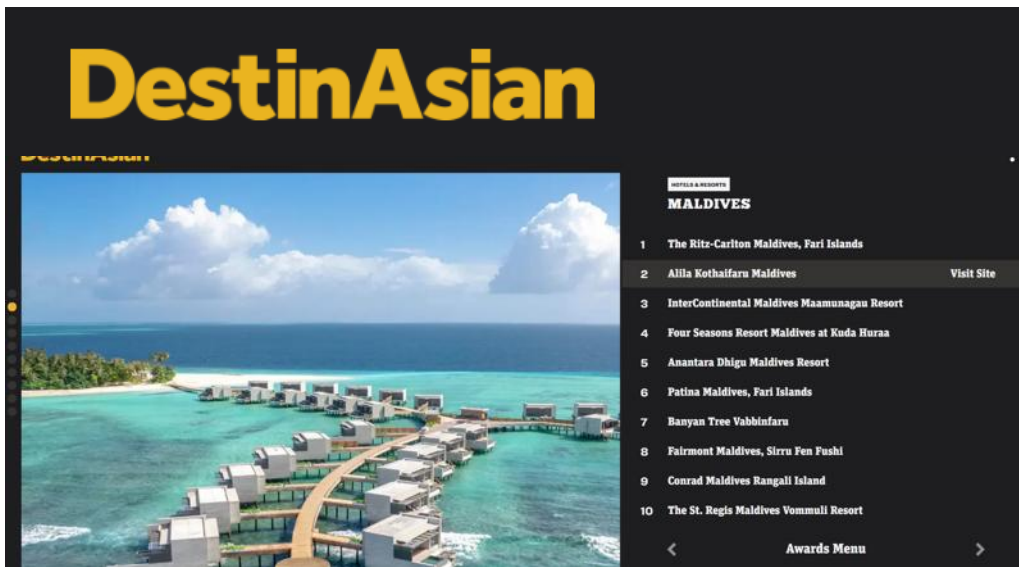 DestinAsian
DestinAsian
HOTELS & RESORTS
MALDIVES
1 The Ritz-Carlton Maldives, Fari Islands
2 Alila Kothaifaru Maldives Visit Site
3 InterContinental Maldives Maamunagau Resort
4 Four Seasons Resort Maldives at Kuda Huraa
5 Anantara Dhigu Maldives Resort
6 Patina Maldives, Fari Islands
7 Banyan Tree Vabbinfaru
8 Fairmont Maldives, Sirru Fen Fushi
9 Conrad Maldives Rangali Island
10 The St. Regis Maldives Vommuli Resort
Awards Menu